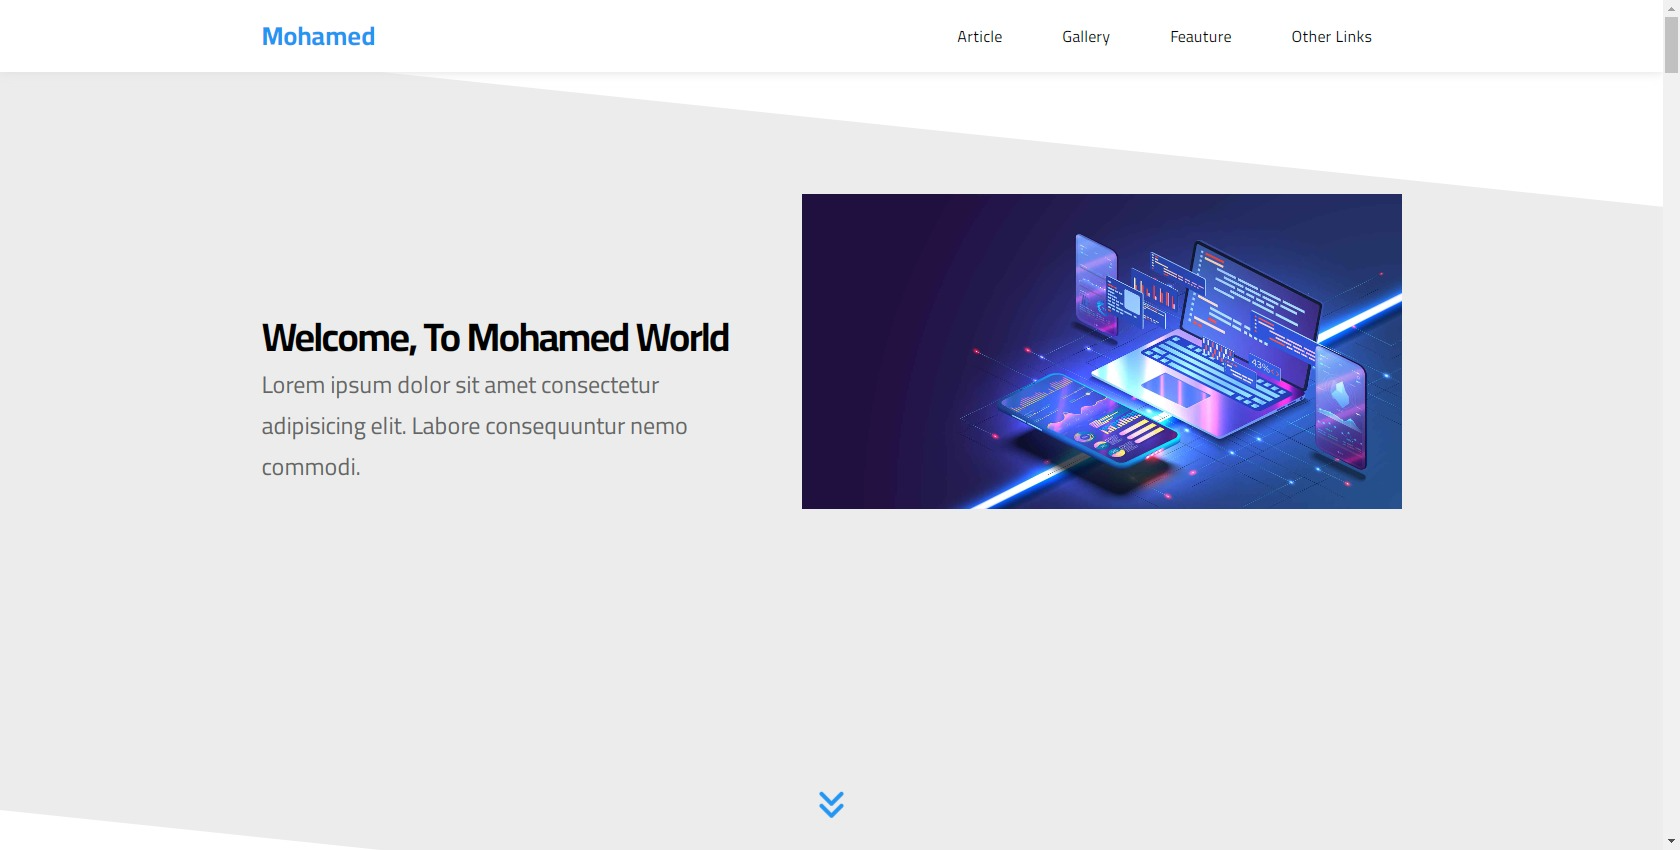 Mohamed
Article Gallery Feauture Other Links
Welcome, To Mohamed World
Lorem ipsum dolor sit amet consectetur
adipisicing elit. Labore consequuntur nemo
commodi.
43%